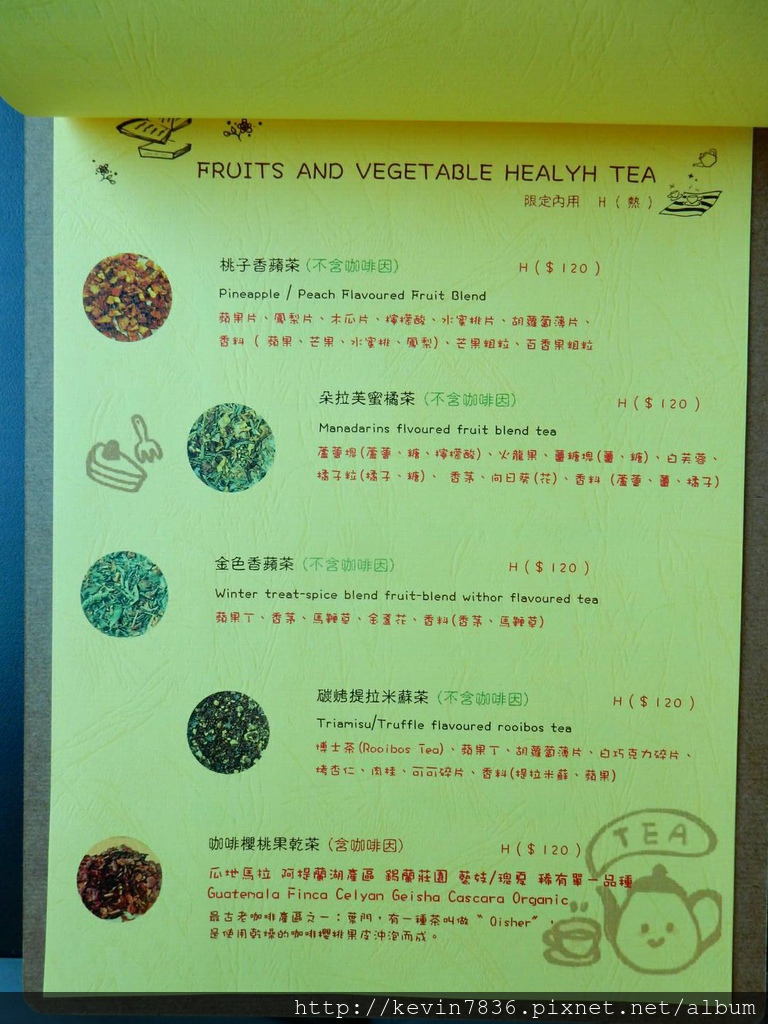 FRUITS AND VEGETABLE HEALYH TEA
限定內用 H ( 熱 )
桃子香蘋茶 (不含咖啡因) H ( $ 120 )
Pineapple / Peach Flavoured Fruit Blend
蘋果片、鳳梨片、木瓜片、檸檬酸、水蜜桃片、胡蘿蔔薄片、
香料 ( 蘋果、芒果、水蜜桃、鳳梨)、芒果粗粒、百香果粗粒
朵拉芙蜜橘茶 (不含咖啡因) H ( $ 120 )
Manadarins flvoured fruit blend tea
蘆薈塊(蘆薈、糖、檸檬酸)、火龍果、薑糖塊(薑、糖)、白芙蓉、
橘子粒(橘子、糖)、 香茅、向日葵(花)、香料 (蘆薈、薑、橘子)
金色香蘋茶 (不含咖啡因) H ( $ 120 )
Winter treat-spice blend fruit-blend withor flavoured tea
蘋果丁、香茅、馬鞭草、金盞花、香料(香茅、馬鞭草)
碳烤提拉米蘇茶 (不含咖啡因) H ( $ 120 )
Triamisu/Truffle flavoured rooibos tea
博士茶(Rooibos Tea)、蘋果丁、胡蘿蔔薄片、白巧克力碎片、
烤杏仁、肉桂、可可碎片、香料(提拉米蘇、蘋果)
咖啡櫻桃果乾茶 (含咖啡因) H ( $ 120 )
瓜地馬拉 阿提蘭湖產區 錫蘭莊園 藝妓/瑰夏 稀有單一品種
Guatemala Finca Celyan Geisha Cascara Organic
最古老咖啡產區之一：葉門，有一種茶叫做〝 Qisher〞，
是使用乾燥的咖啡櫻桃果皮沖泡而成。
TEA
http://kevin7836.pixnet.net/album